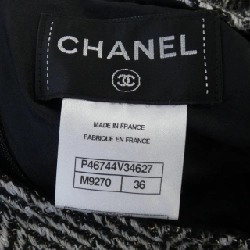 CHANEL
MADE IN FRANCE
FABRIQUE EN FRANCE
P46744V34627
M9270 36